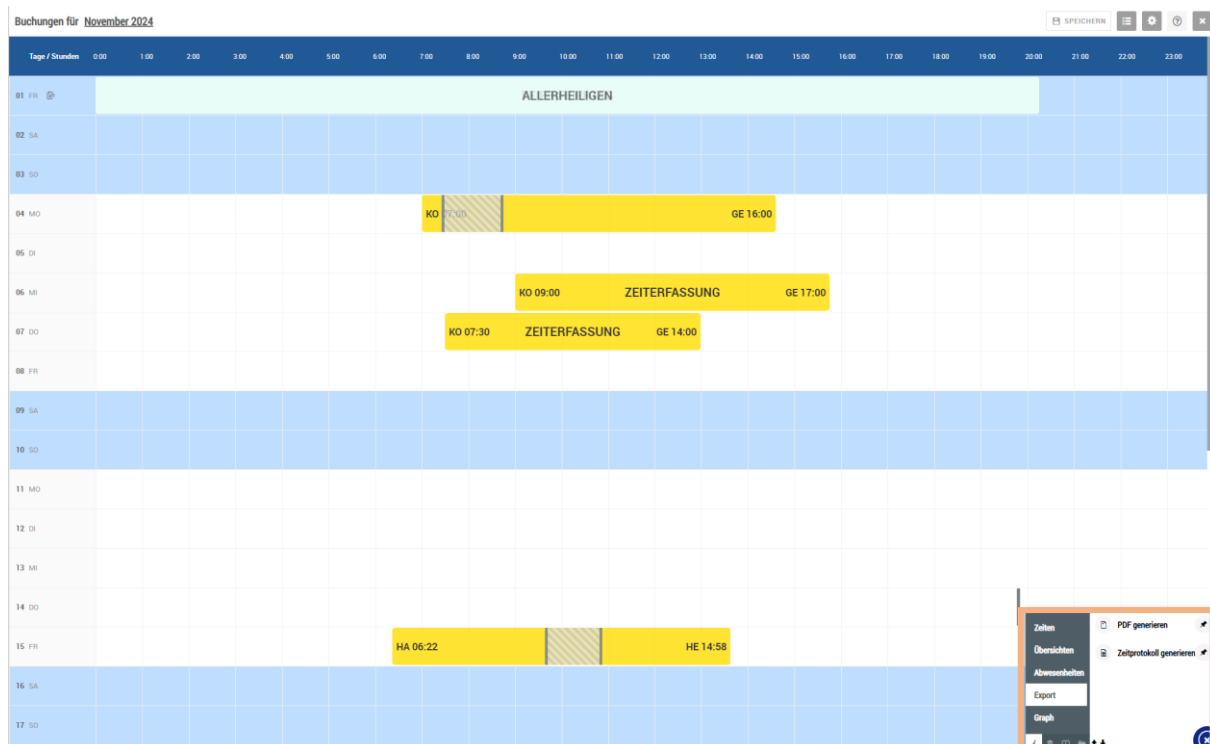 Buchungen für November 2024
SPEICHERN
Tage / Stunden 0:00 1:00 2:00 3:00 4:00 5:00 6:00 7:00 8:00 9:00 10:00 11:00 12:00 13:00 14:00 15:00 16:00 17:00 18:00 19:00 20:00 21:00 22:00 23:00
01 FR ALLERHEILIGEN
02 SA
03 SO
04 MO KO 07:00 GE 16:00
05 DI
06 MI KO 09:00 ZEITERFASSUNG GE 17:00
07 DO KO 07:30 ZEITERFASSUNG GE 14:00
08 FR
09 SA
10 SO
11 MO
12 DI
13 MI
14 DO
15 FR HA 06:22 HE 14:58
16 SA
17 SO
Zeiten
Übersichten
Abwesenheiten
Export
Graph
PDF generieren
Zeitprotokoll generieren